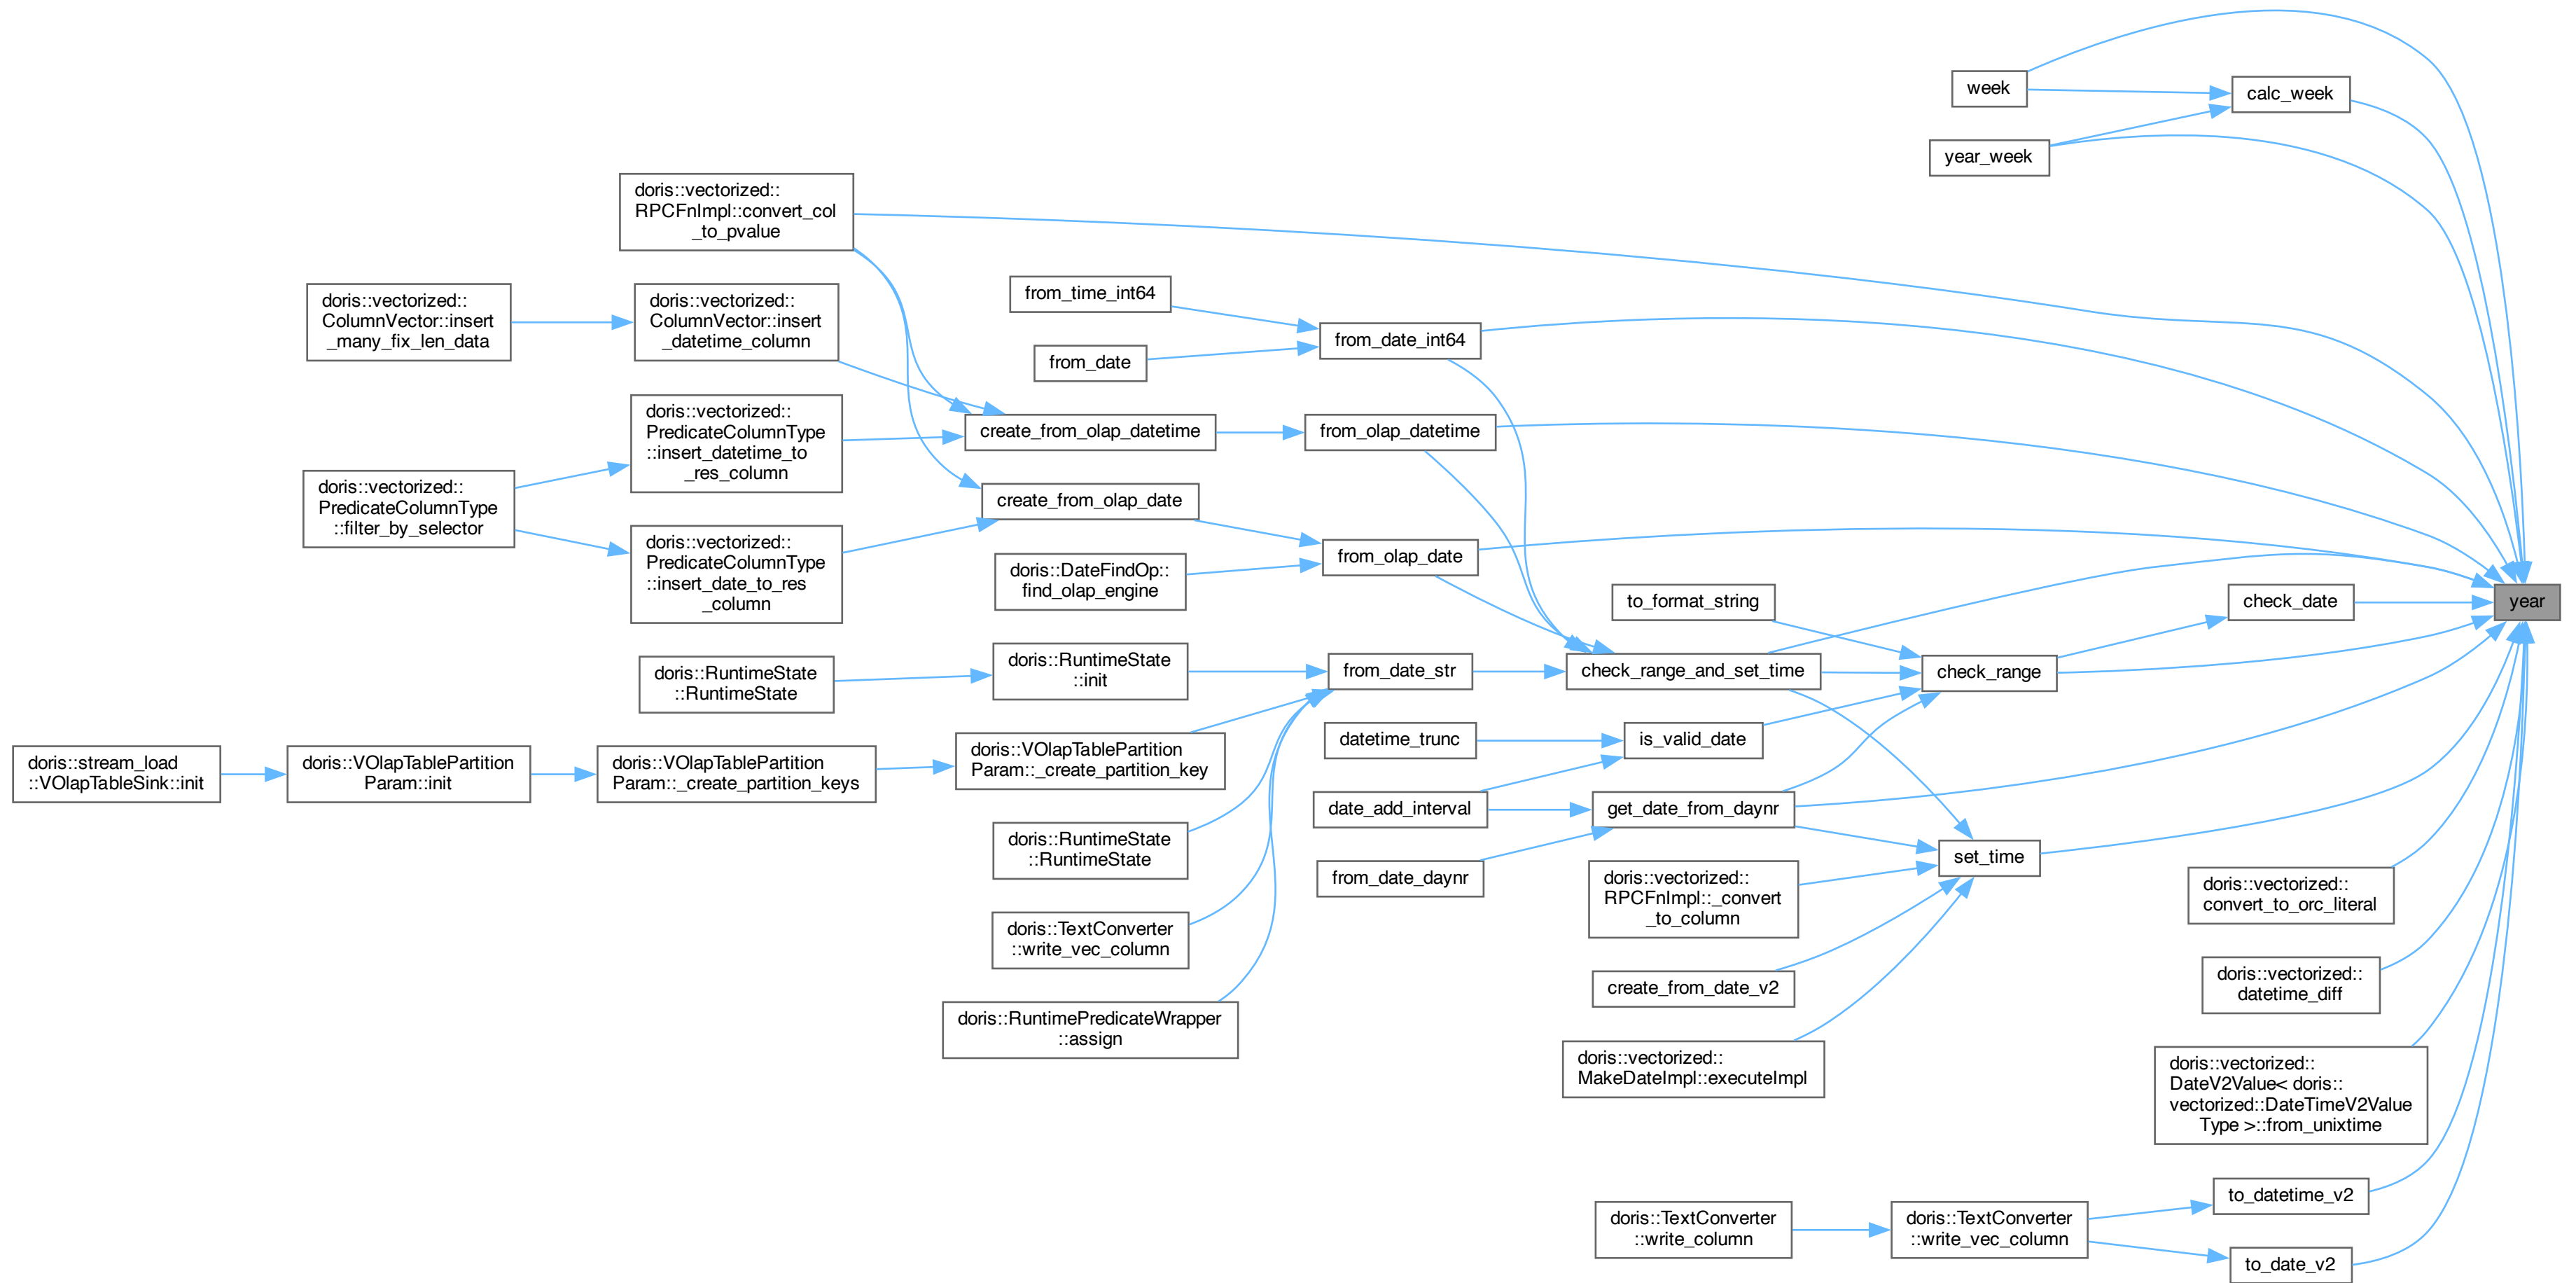 week
calc_week
year_week
doris::vectorized::
RPCFnImpl::convert_col
_to_pvalue
from_time_int64
doris::vectorized::
ColumnVector::insert
_many_fix_len_data
doris::vectorized::
ColumnVector::insert
_datetime_column
from_date_int64
from_date
doris::vectorized::
PredicateColumnType
::insert_datetime_to
_res_column
create_from_olap_datetime
from_olap_datetime
doris::vectorized::
PredicateColumnType
::filter_by_selector
create_from_olap_date
doris::vectorized::
PredicateColumnType
::insert_date_to_res
_column
from_olap_date
doris::DateFindOp::
find_olap_engine
to_format_string
check_date
year
doris::RuntimeState
::RuntimeState
doris::RuntimeState
::init
from_date_str
check_range_and_set_time
check_range
datetime_trunc
is_valid_date
doris::stream_load
::VOlapTableSink::init
doris::VOlapTablePartition
Param::init
doris::VOlapTablePartition
Param::_create_partition_keys
doris::VOlapTablePartition
Param::_create_partition_key
date_add_interval
get_date_from_daynr
doris::RuntimeState
::RuntimeState
from_date_daynr
set_time
doris::vectorized::
RPCFnImpl::_convert
_to_column
doris::vectorized::
convert_to_orc_literal
doris::TextConverter
::write_vec_column
create_from_date_v2
doris::vectorized::
datetime_diff
doris::RuntimePredicateWrapper
::assign
doris::vectorized::
MakeDateImpl::executeImpl
doris::vectorized::
DateV2Value< doris::
vectorized::DateTimeV2Value
Type >::from_unixtime
to_datetime_v2
doris::TextConverter
::write_column
doris::TextConverter
::write_vec_column
to_date_v2